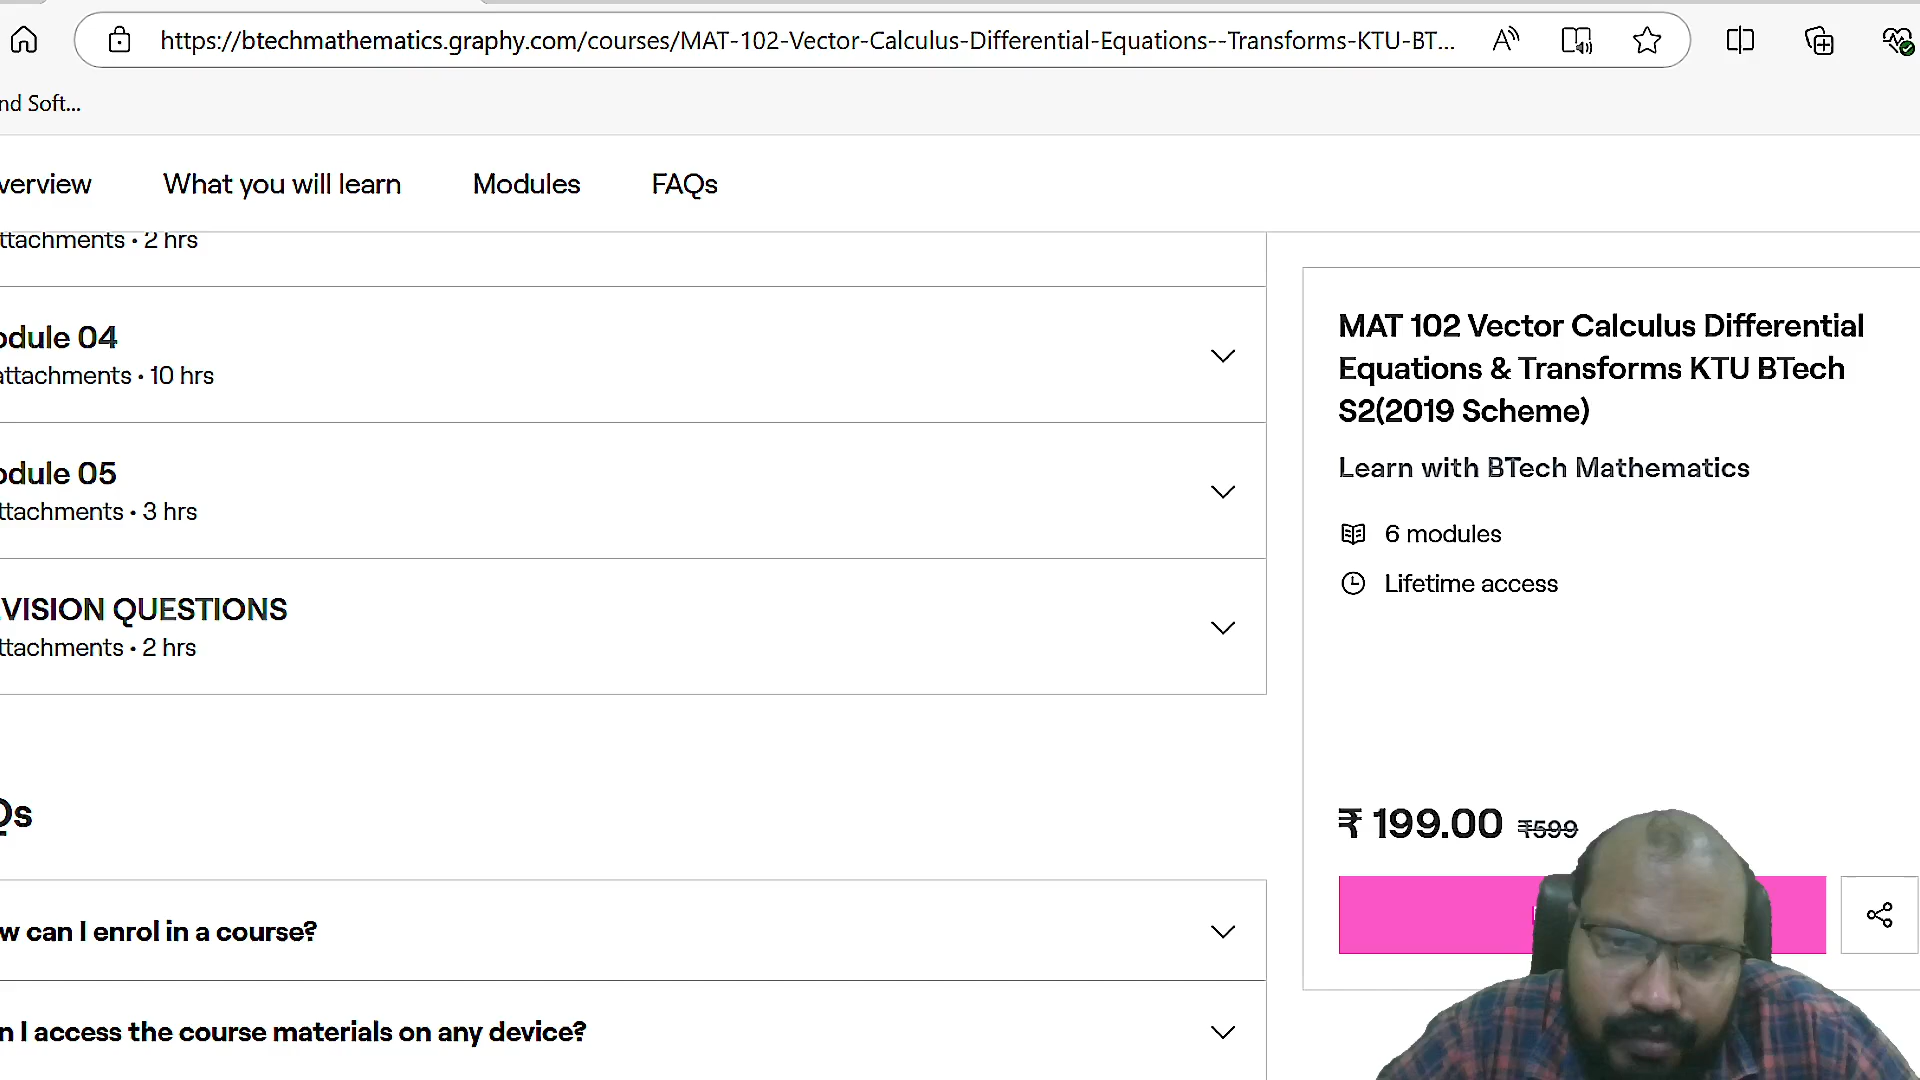 https://btechmathematics.graphy.com/courses/MAT-102-Vector-Calculus-Differential-Equations--Transforms-KTU-BT...
nd Soft...
verview What you will learn Modules FAQs
ttachments • 2 hrs
odule 04
attachments • 10 hrs
odule 05
ttachments • 3 hrs
VISION QUESTIONS
ttachments • 2 hrs
Qs
w can I enrol in a course?
n I access the course materials on any device?
MAT 102 Vector Calculus Differential
Equations & Transforms KTU BTech
S2(2019 Scheme)
Learn with BTech Mathematics
6 modules
Lifetime access
₹ 199.00 ₹599